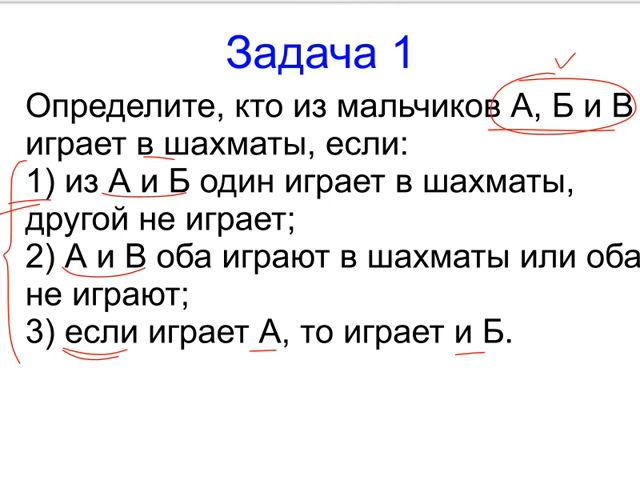 Задача 1
Определите, кто из мальчиков А, Б и В
играет в шахматы, если:
1) из А и Б один играет в шахматы,
другой не играет;
2) А и В оба играют в шахматы или оба
не играют;
3) если играет А, то играет и Б.